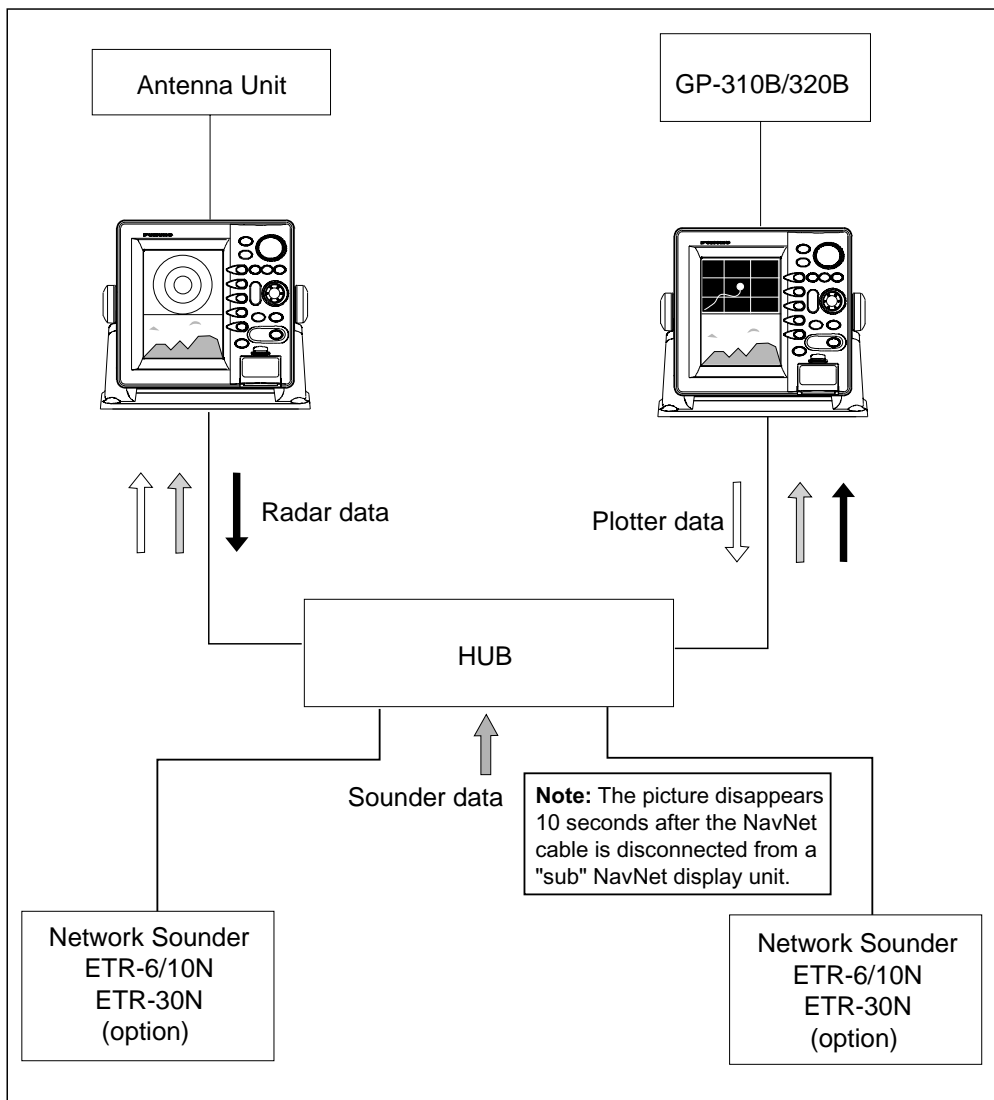 Antenna Unit
GP-310B/320B
FURUNO
FURUNO
Radar data
Plotter data
HUB
Sounder data
Note: The picture disappears
10 seconds after the NavNet
cable is disconnected from a
"sub" NavNet display unit.
Network Sounder
ETR-6/10N
ETR-30N
(option)
Network Sounder
ETR-6/10N
ETR-30N
(option)